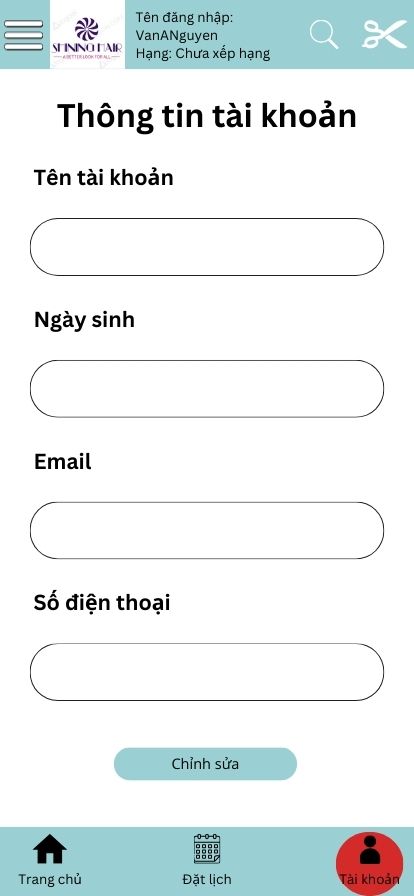 Tên đăng nhập:
VanANguyen
Hạng: Chưa xếp hạng
SHINING HAIR
A BETTER LOOK FOR ALL
Thông tin tài khoản
Tên tài khoản
Ngày sinh
Email
Số điện thoại
Chỉnh sửa
Trang chủ
Đặt lịch
Tài khoản